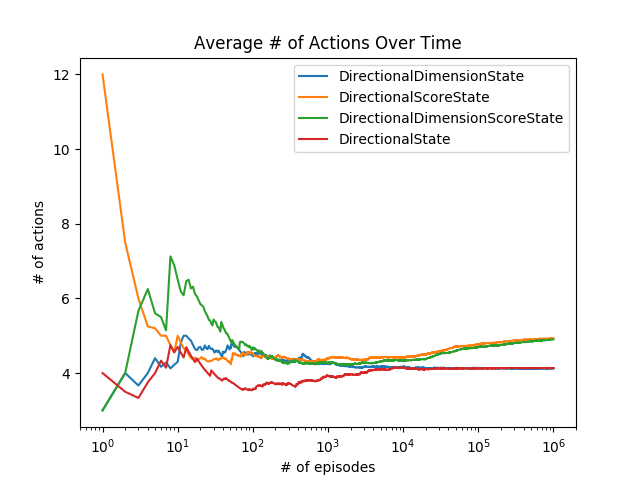 Average # of Actions Over Time
DirectionalDimensionState
DirectionalScoreState
DirectionalDimensionScoreState
DirectionalState
# of actions
12
10
8
6
4
10⁰ 10¹ 10² 10³ 10⁴ 10⁵ 10⁶
# of episodes